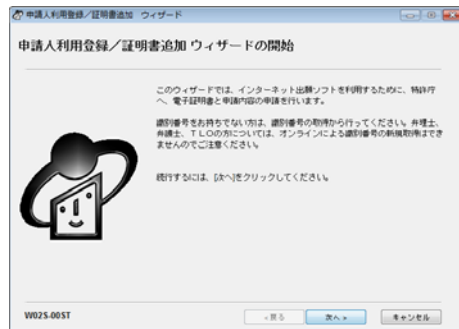 申請人利用登録／証明書追加 ウィザード
申請人利用登録／証明書追加 ウィザードの開始
このウィザードでは、インターネット出願ソフトを利用するために、特許庁
へ、電子証明書と申請内容の申請を行います。
識別番号をお持ちでない方は、識別番号の取得から行ってください。弁理士、
弁護士、ＴＬＯの方については、オンラインによる識別番号の新規取得はでき
ませんのでご注意ください。
続行するには、[次へ]をクリックしてください。
W02S-00ST
<戻る
次へ>
キャンセル